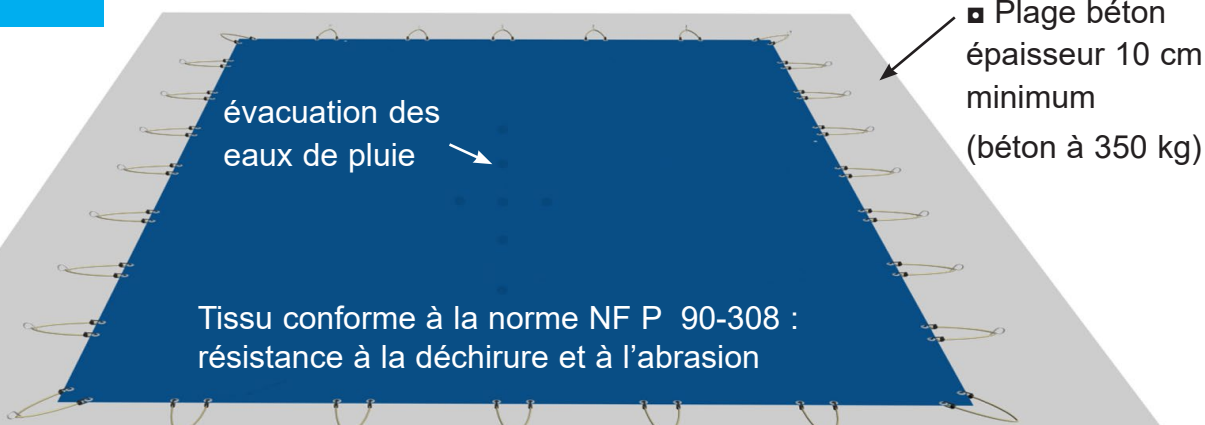 ◘ Plage béton
épaisseur 10 cm
minimum
(béton à 350 kg)
évacuation des
eaux de pluie
Tissu conforme à la norme NF P 90-308 :
résistance à la déchirure et à l’abrasion